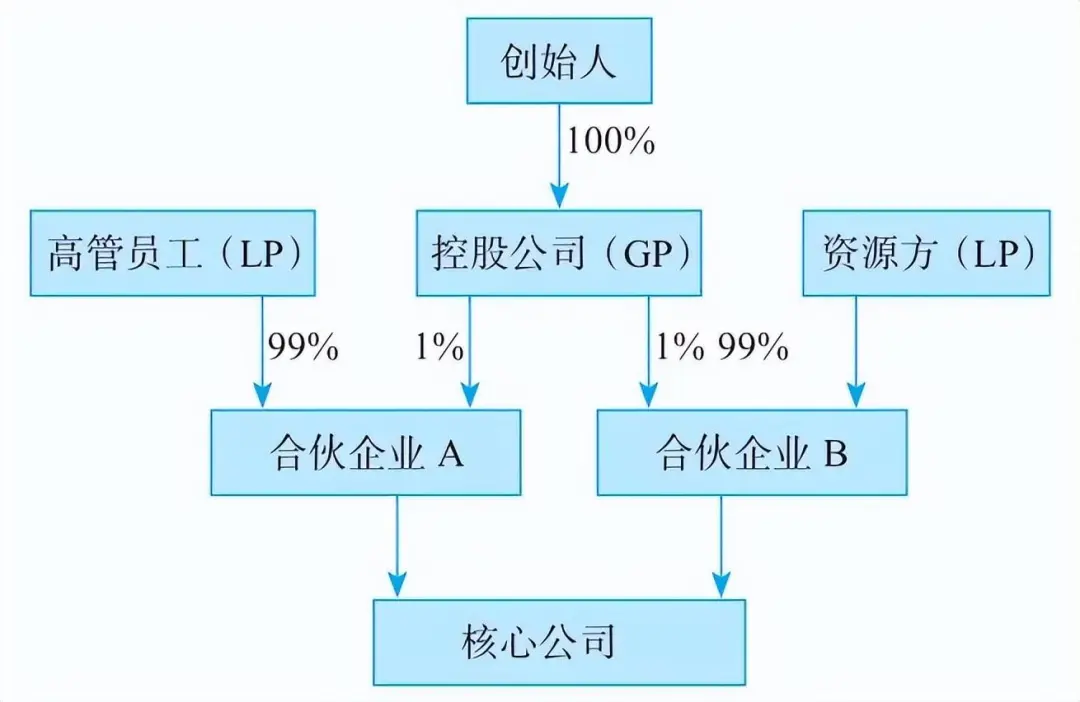 创始人
100%
高管员工（LP）
控股公司（GP）
资源方（LP）
99%
1%
1% 99%
合伙企业 A
合伙企业 B
核心公司